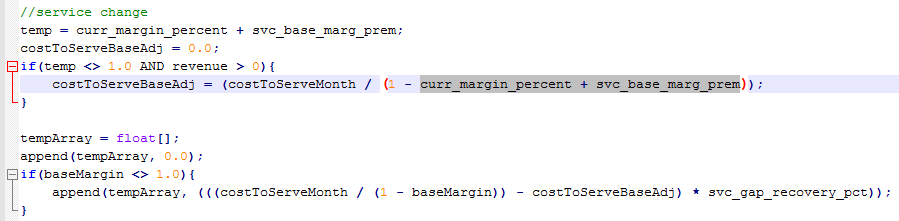 //service change
temp = curr_margin_percent + svc_base_marg_prem;
costToServeBaseAdj = 0.0;
if(temp <> 1.0 AND revenue > 0){
    costToServeBaseAdj = (costToServeMonth / (1 - curr_margin_percent + svc_base_marg_prem));
}

tempArray = float[];
append(tempArray, 0.0);
if(baseMargin <> 1.0){
    append(tempArray, (((costToServeMonth / (1 - baseMargin)) - costToServeBaseAdj) * svc_gap_recovery_pct));
}